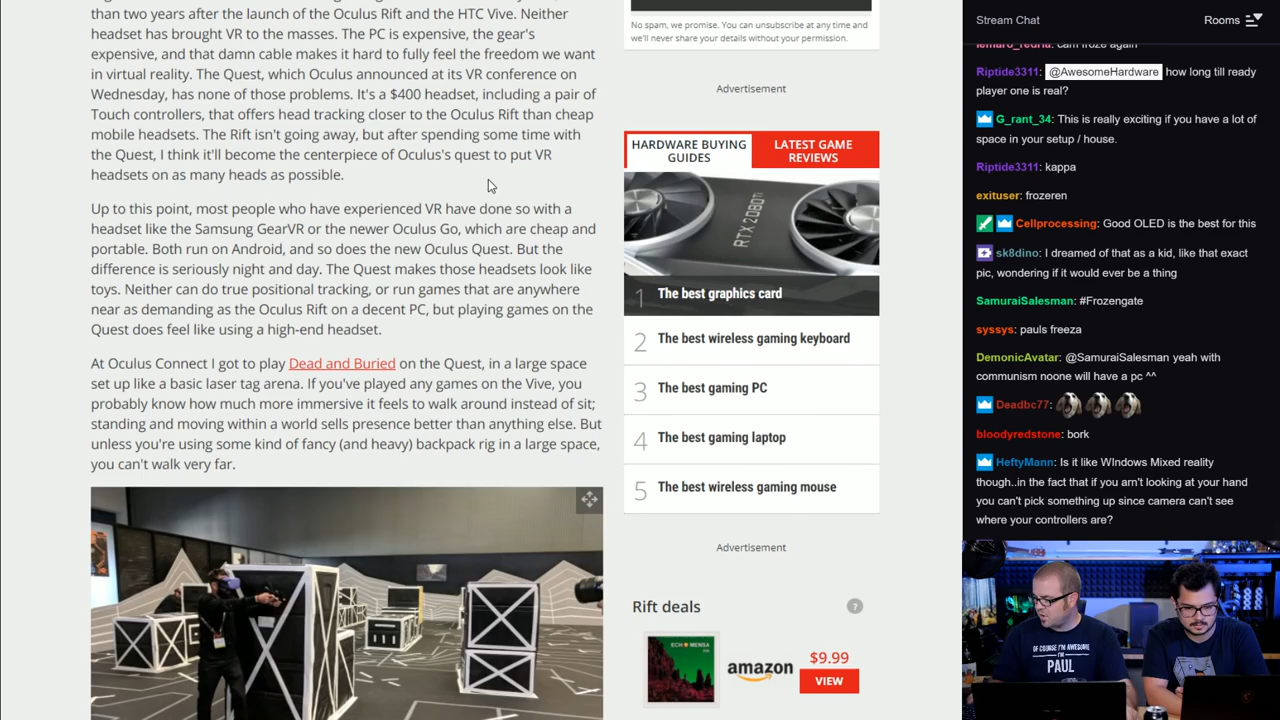 than two years after the launch of the Oculus Rift and the HTC Vive. Neither
headset has brought VR to the masses. The PC is expensive, the gear's
expensive, and that damn cable makes it hard to fully feel the freedom we want
in virtual reality. The Quest, which Oculus announced at its VR conference on
Wednesday, has none of those problems. It's a $400 headset, including a pair of
Touch controllers, that offers head tracking closer to the Oculus Rift than cheap
mobile headsets. The Rift isn't going away, but after spending some time with
the Quest, I think it'll become the centerpiece of Oculus's quest to put VR
headsets on as many heads as possible.
Up to this point, most people who have experienced VR have done so with a
headset like the Samsung GearVR or their own Oculus Go, which are cheap and
portable. Both run on Android, and so does the new Oculus Quest. But the
difference is seriously night and day. The Quest makes those headsets look like
toys. Neither can do true positional tracking, or run games that are anywhere
near as demanding as the Oculus Rift on a decent PC, but playing games on the
Quest does feel like using a high-end headset.
At Oculus Connect I got to play Dead and Buried on the Quest, in a large space
set up like a basic laser tag arena. If you've played any games on the Vive, you
probably know how much more immersive it feels to walk around instead of sit;
standing and moving within a world sells presence better than anything else. But
unless you're using some kind of fancy (and heavy) backpack rig in a large space,
you can't walk very far.
No spam, we promise. You can unsubscribe at any time and
we'll never share your details without your permission.
Advertisement
HARDWARE BUYING
GUIDES
LATEST GAME
REVIEWS
RTX 2080 Ti
1 The best graphics card
2 The best wireless gaming keyboard
3 The best gaming PC
4 The best gaming laptop
5 The best wireless gaming mouse
Advertisement
Rift deals
?
ECHO MENSA
amazon
$9.99
VIEW
Stream Chat
Rooms
cam froze again
Riptide3311: @AwesomeHardware how long till ready
player one is real?
G_rant_34: This is really exciting if you have a lot of
space in your setup / house.
Riptide3311: kappa
exituser: frozeren
Cellprocessing: Good OLED is the best for this
sk8dino: I dreamed of that as a kid, like that exact
pic, wondering if it would ever be a thing
SamuraiSalesman: #Frozengate
syssys: pauls freeza
DemonicAvatar: @SamuraiSalesman yeah with
communism noone will have a pc ^^
Deadbc77:
bloodyredstone: bork
HeftyMann: Is it like WIndows Mixed reality
though..in the fact that if you arn't looking at your hand
you can't pick something up since camera can't see
where your controllers are?
OF COURSE I'M AWESOME
I'M
PAUL